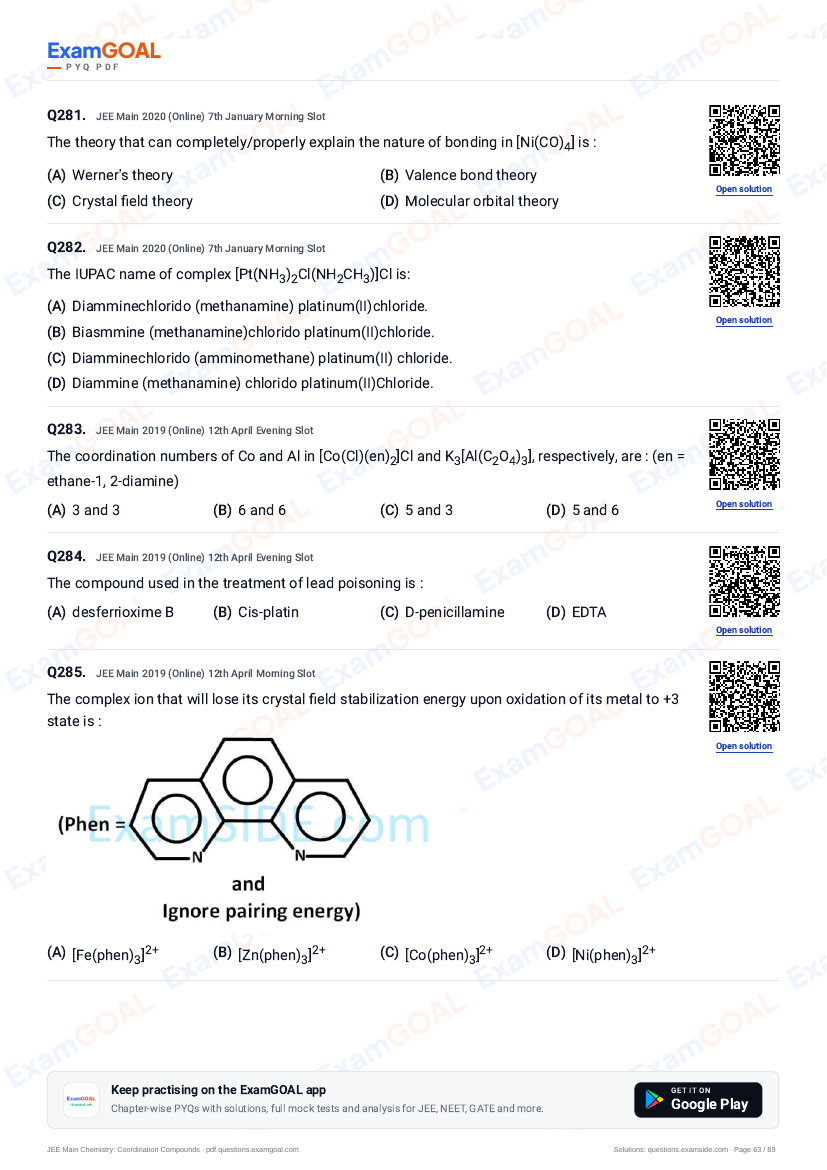 ExamGOAL
PYQ PDF
Q281. JEE Main 2020 (Online) 7th January Morning Slot
The theory that can completely/properly explain the nature of bonding in [Ni(CO)4] is :
(A) Werner's theory (B) Valence bond theory
(C) Crystal field theory (D) Molecular orbital theory
Open solution
Q282. JEE Main 2020 (Online) 7th January Morning Slot
The IUPAC name of complex [Pt(NH3)2Cl(NH2CH3)]Cl is:
(A) Diamminechlorido (methanamine) platinum(II)chloride.
(B) Biasmmine (methanamine)chlorido platinum(II)chloride.
(C) Diamminechlorido (amminomethane) platinum(II) chloride.
(D) Diammine (methanamine) chlorido platinum(II)Chloride.
Open solution
Q283. JEE Main 2019 (Online) 12th April Evening Slot
The coordination numbers of Co and Al in [Co(Cl)(en)2]Cl and K3[Al(C2O4)3], respectively, are : (en =
ethane-1, 2-diamine)
(A) 3 and 3 (B) 6 and 6 (C) 5 and 3 (D) 5 and 6
Open solution
Q284. JEE Main 2019 (Online) 12th April Evening Slot
The compound used in the treatment of lead poisoning is :
(A) desferrioxime B (B) Cis-platin (C) D-penicillamine (D) EDTA
Open solution
Q285. JEE Main 2019 (Online) 12th April Morning Slot
The complex ion that will lose its crystal field stabilization energy upon oxidation of its metal to +3
state is :
Open solution
(Phen =
ExamSIDE.com
N N
and
Ignore pairing energy)
(A) [Fe(phen)3]2+ (B) [Zn(phen)3]2+ (C) [Co(phen)3]2+ (D) [Ni(phen)3]2+
Keep practising on the ExamGOAL app
Chapter-wise PYQs with solutions, full mock tests and analysis for JEE, NEET, GATE and more.
GET IT ON
Google Play
JEE Main Chemistry: Coordination Compounds · pdf.questions.examgoal.com
Solutions: questions.examside.com · Page 63 / 89